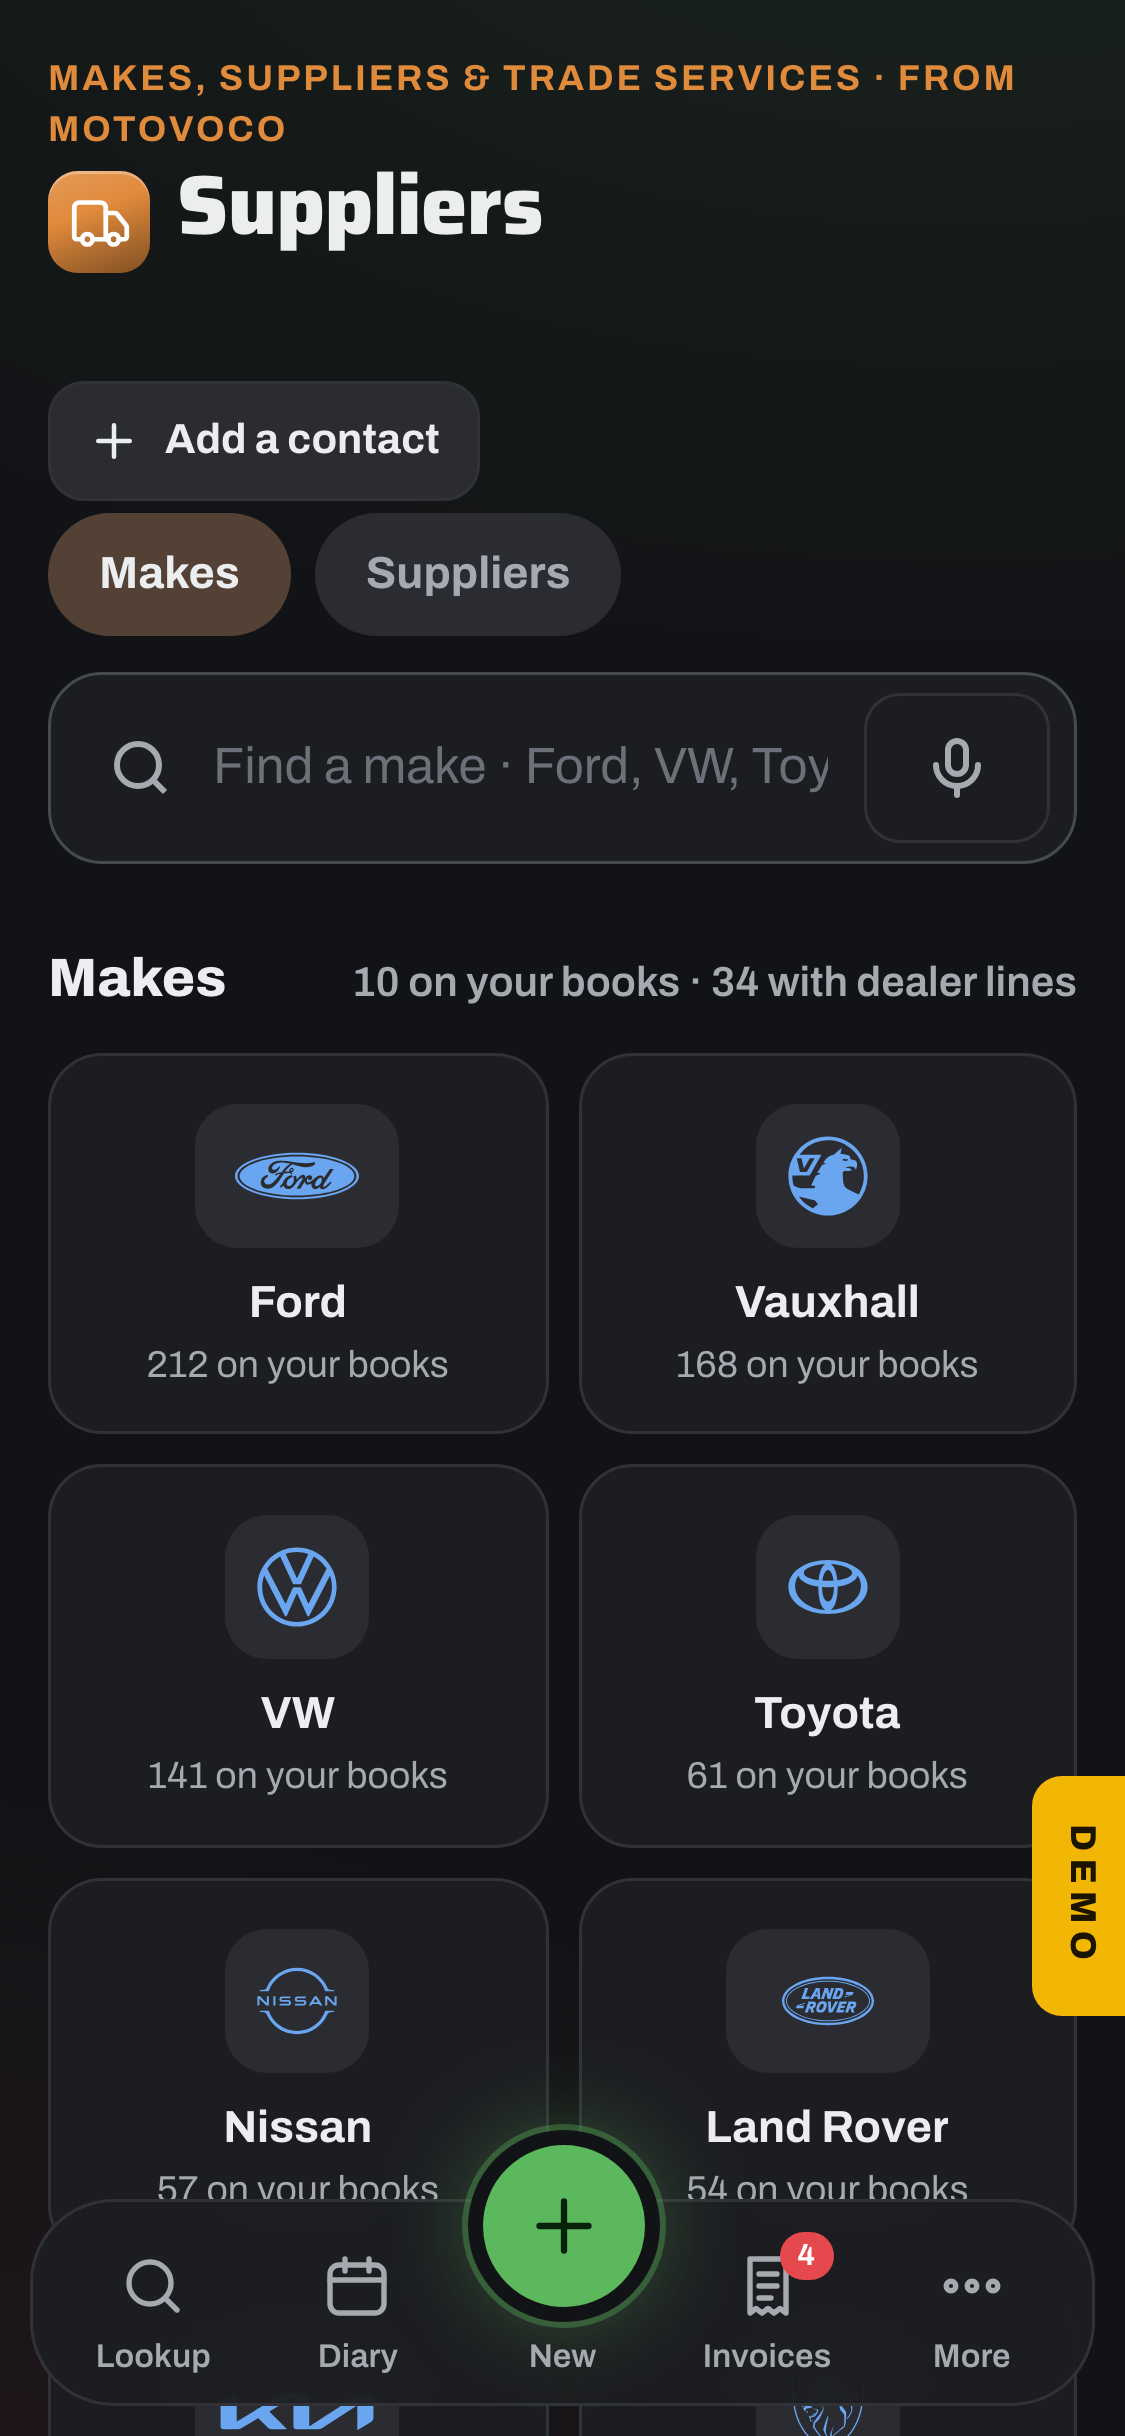 MAKES, SUPPLIERS & TRADE SERVICES · FROM
MOTOVOCO
Suppliers
Add a contact
Makes
Suppliers
Find a make · Ford, VW, Toy
Makes
10 on your books · 34 with dealer lines
Ford
Ford
212 on your books
V
Vauxhall
168 on your books
VW
141 on your books
Toyota
61 on your books
DEMO
NISSAN
Nissan
57 on your books
LAND
ROVER
Land Rover
54 on your books
4
Lookup
Diary
New
Invoices
More
KIA